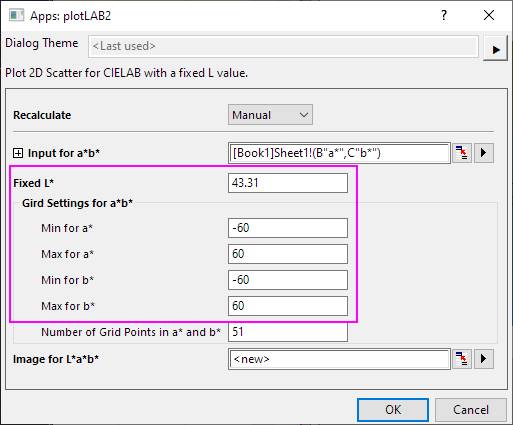 Apps: plotLAB2
Dialog Theme <Last used>
Plot 2D Scatter for CIELAB with a fixed L value.
Recalculate Manual
Input for a*b* [Book1]Sheet1!(B"a*",C"b*")
Fixed L* 43.31
Gird Settings for a*b*
Min for a* -60
Max for a* 60
Min for b* -60
Max for b* 60
Number of Grid Points in a* and b* 51
Image for L*a*b* <new>
OK Cancel